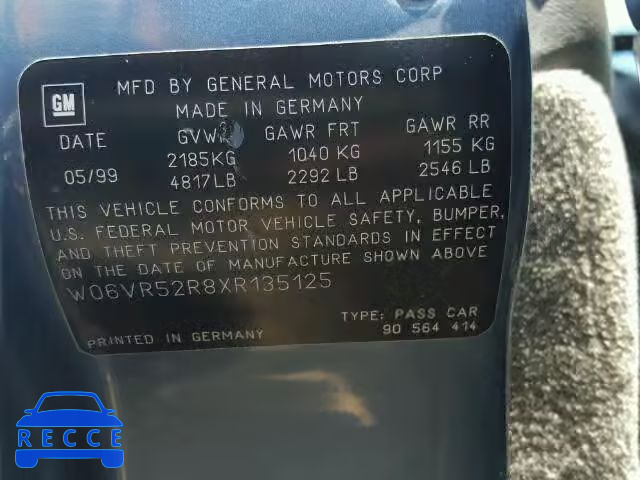 GM
MFD BY GENERAL MOTORS CORP
MADE IN GERMANY
DATE GVWR GAWR FRT GAWR RR
2185KG 1040 KG 1155 KG
05/99 4817LB 2292 LB 2546 LB
THIS VEHICLE CONFORMS TO ALL APPLICABLE
U.S. FEDERAL MOTOR VEHICLE SAFETY, BUMPER,
AND THEFT PREVENTION STANDARDS IN EFFECT
ON THE DATE OF MANUFACTURE SHOWN ABOVE
W06VR52R8XR135125
TYPE: PASS CAR
PRINTED IN GERMANY 90 564 414
RECCE